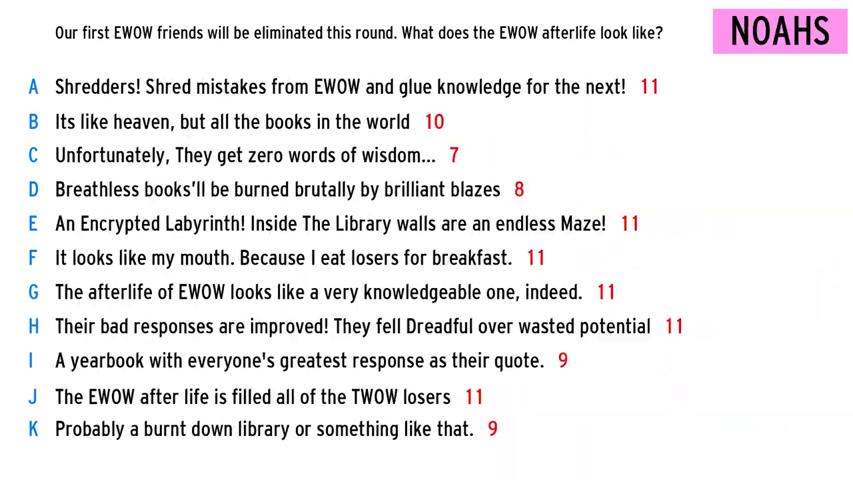 Our first EWOW friends will be eliminated this round. What does the EWOW afterlife look like?
NOAHS
A Shredders! Shred mistakes from EWOW and glue knowledge for the next! 11
B Its like heaven, but all the books in the world 10
C Unfortunately, They get zero words of wisdom... 7
D Breathless books'll be burned brutally by brilliant blazes 8
E An Encrypted Labyrinth! Inside The Library walls are an endless Maze! 11
F It looks like my mouth. Because I eat losers for breakfast. 11
G The afterlife of EWOW looks like a very knowledgeable one, indeed. 11
H Their bad responses are improved! They fell Dreadful over wasted potential 11
I A yearbook with everyone's greatest response as their quote. 9
J The EWOW after life is filled all of the TWOW losers 11
K Probably a burnt down library or something like that. 9